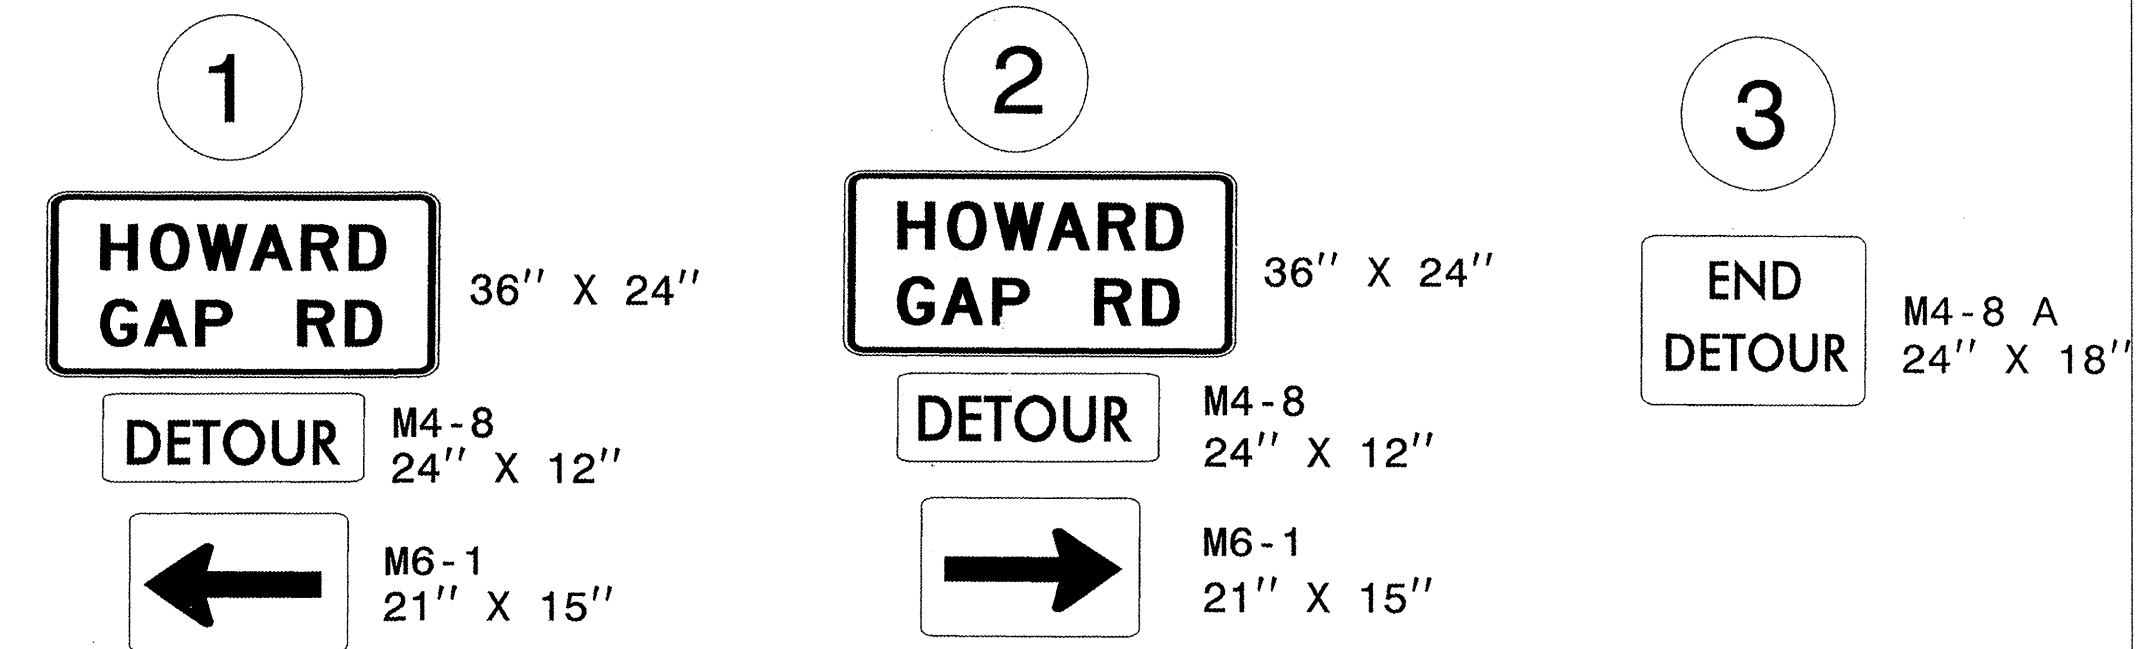 1
HOWARD
GAP RD
36" X 24"
DETOUR
M4-8
24" X 12"
M6-1
21" X 15"
2
HOWARD
GAP RD
36" X 24"
DETOUR
M4-8
24" X 12"
M6-1
21" X 15"
3
END
DETOUR
M4-8 A
24" X 18"